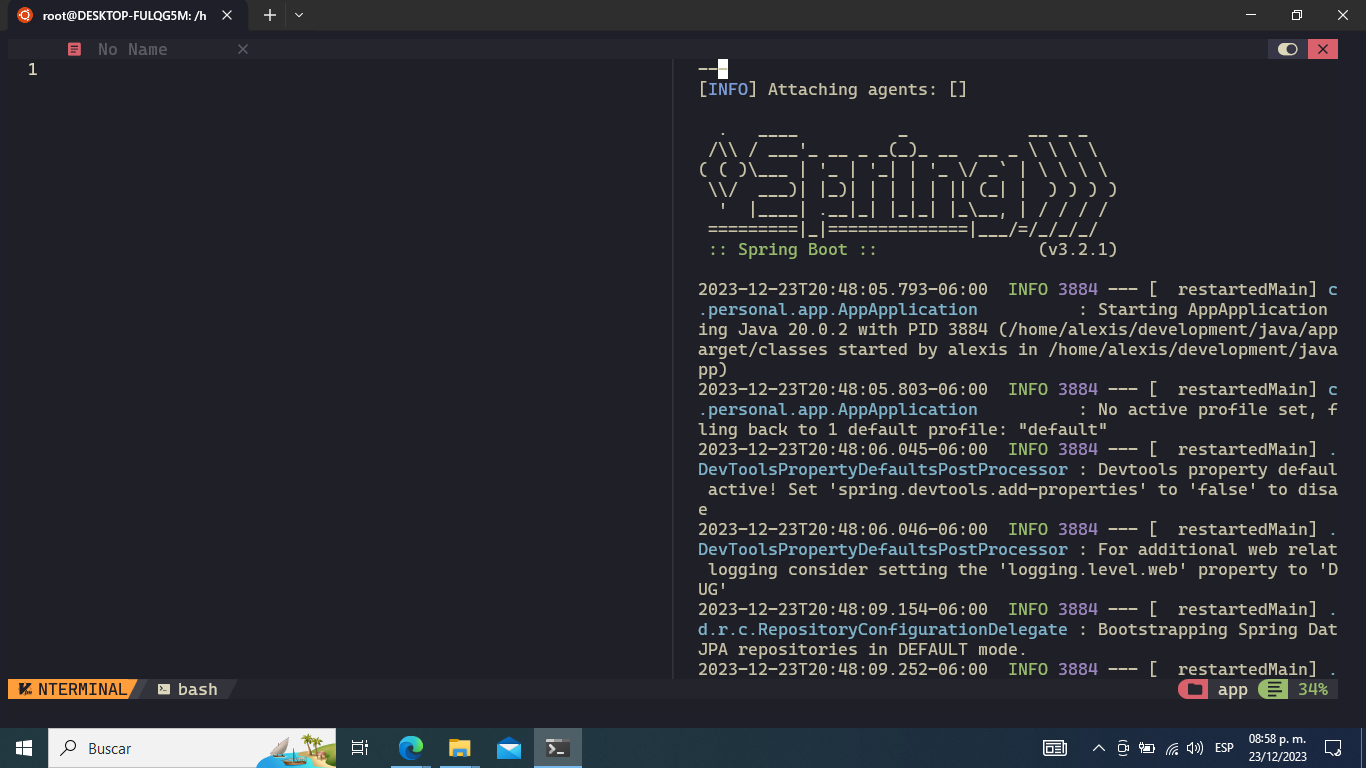 root@DESKTOP-FULQG5M: /h
No Name
1
---
[INFO] Attaching agents: []
  .   ____          _            __ _ _
 /\\ / ___'_ __ _ _(_)_ __  __ _ \ \ \ \
( ( )\___ | '_ | '_| | '_ \/ _` | \ \ \ \
 \\/  ___)| |_)| | | | | || (_| |  ) ) ) )
  '  |____| .__|_| |_|_| |_\__, | / / / /
 =========|_|==============|___/=/_/_/_/
 :: Spring Boot ::                (v3.2.1)
2023-12-23T20:48:05.793-06:00  INFO 3884 --- [  restartedMain] c
.personal.app.AppApplication          : Starting AppApplication
ing Java 20.0.2 with PID 3884 (/home/alexis/development/java/app
arget/classes started by alexis in /home/alexis/development/java
pp)
2023-12-23T20:48:05.803-06:00  INFO 3884 --- [  restartedMain] c
.personal.app.AppApplication          : No active profile set, f
ling back to 1 default profile: "default"
2023-12-23T20:48:06.045-06:00  INFO 3884 --- [  restartedMain] .
DevToolsPropertyDefaultsPostProcessor : Devtools property defaul
 active! Set 'spring.devtools.add-properties' to 'false' to disa
e
2023-12-23T20:48:06.046-06:00  INFO 3884 --- [  restartedMain] .
DevToolsPropertyDefaultsPostProcessor : For additional web relat
 logging consider setting the 'logging.level.web' property to 'D
UG'
2023-12-23T20:48:09.154-06:00  INFO 3884 --- [  restartedMain] .
d.r.c.RepositoryConfigurationDelegate : Bootstrapping Spring Dat
JPA repositories in DEFAULT mode.
2023-12-23T20:48:09.252-06:00  INFO 3884 --- [  restartedMain] .
NTERMINAL bash app 34%
Buscar
ESP
08:58 p. m.
23/12/2023